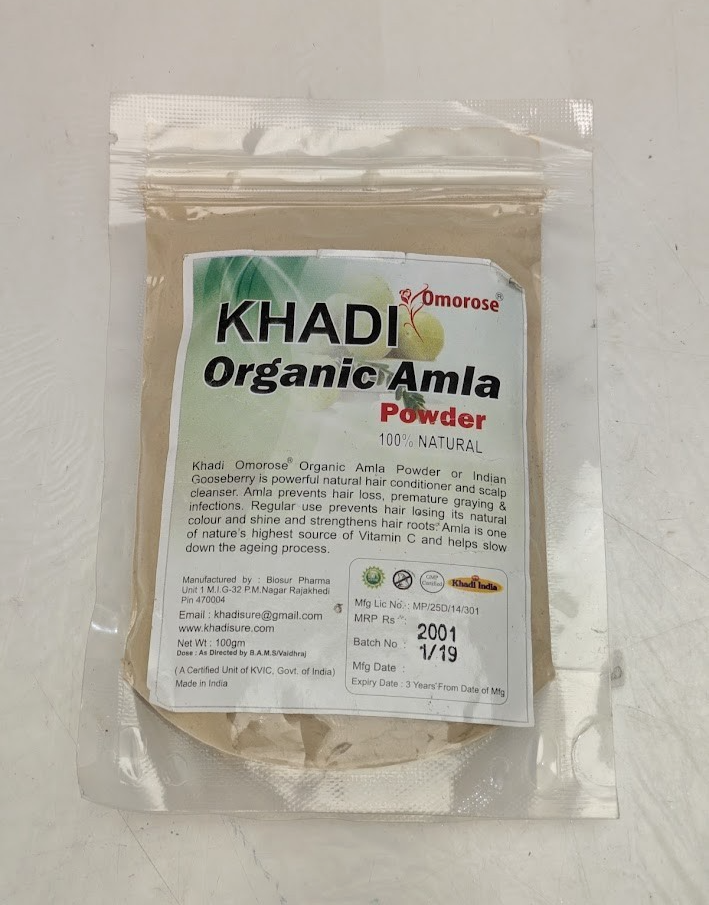 Omorose®
KHADI
Organic Amla
Powder
100% NATURAL
Khadi Omorose® Organic Amla Powder or Indian
Gooseberry is powerful natural hair conditioner and scalp
cleanser. Amla prevents hair loss, premature graying &
infections. Regular use prevents hair losing its natural
colour and shine and strengthens hair roots. Amla is one
of nature's highest source of Vitamin C and helps slow
down the ageing process.
Manufactured by : Biosur Pharma
Unit 1 M.I.G-32 P.M.Nagar Rajakhedi
Pin 470004
Email : khadisure@gmail.com
www.khadisure.com
Net Wt : 100gm
Dose : As Directed by B.A.M.S/Vaidhraj
( A Certified Unit of KVIC, Govt. of India)
Made in India
GMP
Certified
Khadi India
Mfg Lic No.: MP/25D/14/301
MRP Rs :
2001
Batch No :
1/19
Mfg Date :
Expiry Date : 3 Years From Date of Mfg